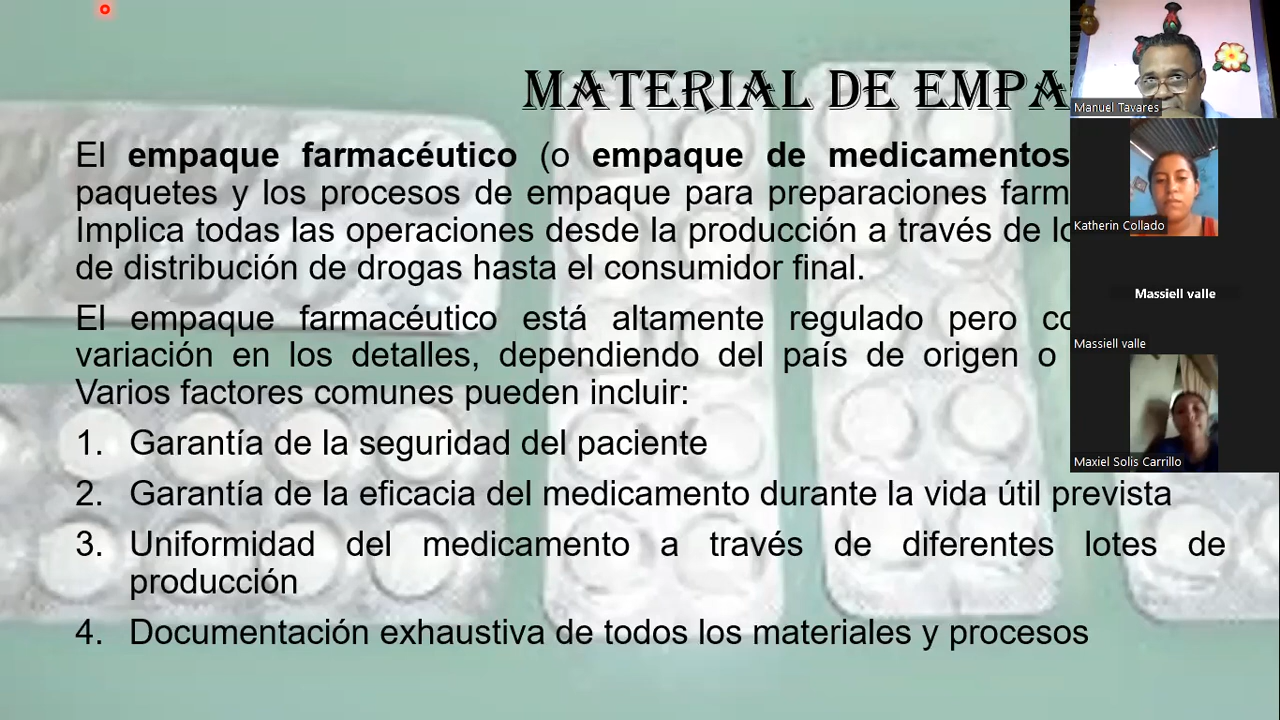 MATERIAL DE EMPA
El empaque farmacéutico (o empaque de medicamentos
paquetes y los procesos de empaque para preparaciones farm
Implica todas las operaciones desde la producción a través de lo
de distribución de drogas hasta el consumidor final.
El empaque farmacéutico está altamente regulado pero co
variación en los detalles, dependiendo del país de origen o
Varios factores comunes pueden incluir:
1. Garantía de la seguridad del paciente
2. Garantía de la eficacia del medicamento durante la vida útil prevista
3. Uniformidad del medicamento a través de diferentes lotes de
producción
4. Documentación exhaustiva de todos los materiales y procesos
Manuel Tavares
Katherin Collado
Massiell valle
Massiell valle
Maxiel Solis Carrillo